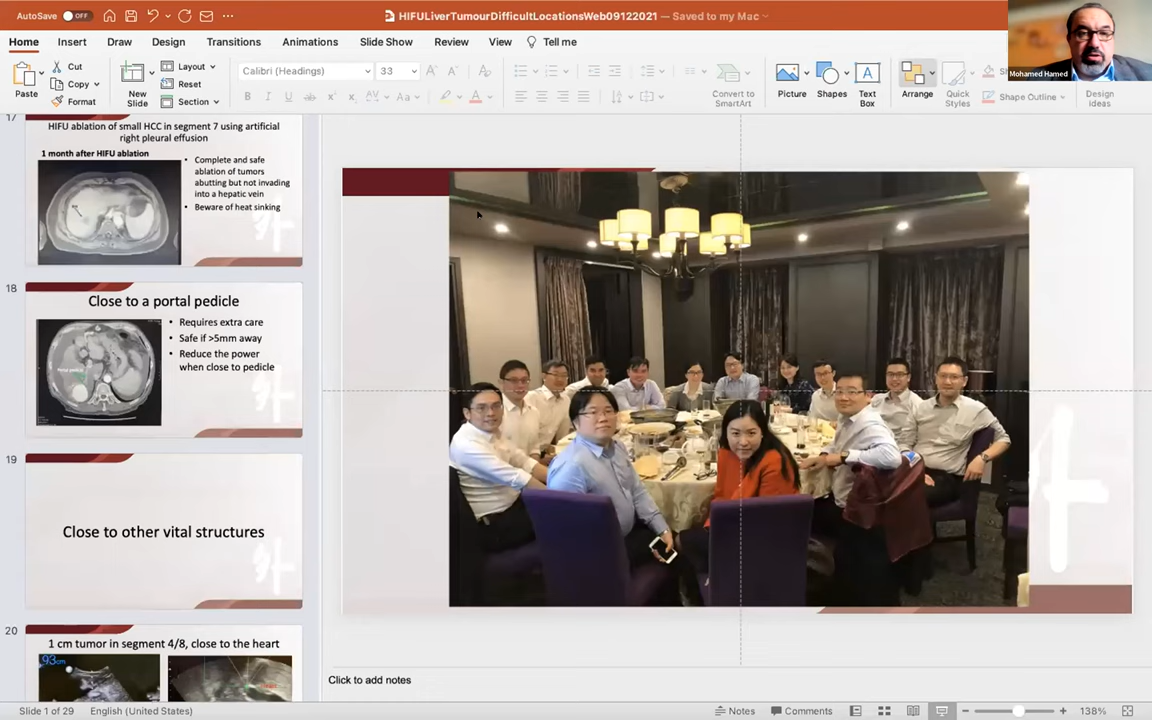 AutoSave OFF
HIFULiverTumourDifficultLocationsWeb09122021 — Saved to my Mac
Home Insert Draw Design Transitions Animations Slide Show Review View Tell me
Paste
Cut
Copy
Format
New Slide
Layout
Reset
Section
Calibri (Headings) 33
Convert to SmartArt
Picture
Shapes
Text Box
Arrange
Quick Styles
Shape Outline
Design Ideas
Mohamed Hamed
17
HIFU ablation of small HCC in segment 7 using artificial
right pleural effusion
1 month after HIFU ablation
• Complete and safe
ablation of tumors
abutting but not invading
into a hepatic vein
• Beware of heat sinking
18
Close to a portal pedicle
• Requires extra care
• Safe if >5mm away
• Reduce the power
when close to pedicle
19
Close to other vital structures
20
1 cm tumor in segment 4/8, close to the heart
.93cm
Click to add notes
Slide 1 of 29 English (United States) Notes Comments 138%